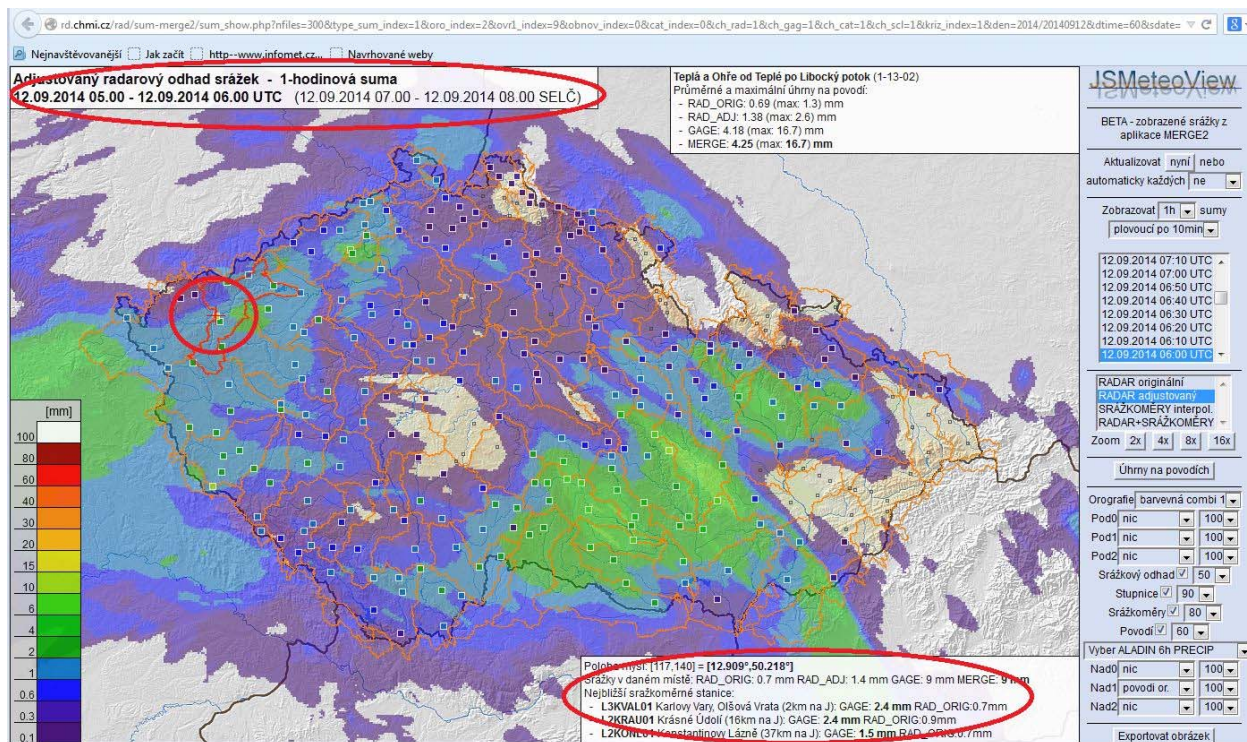 rd.chmi.cz/rad/sum-merge2/sum_show.php?nfiles=300&type_sum_index=1&oro_index=2&ovr1_index=9&obnov_index=0&cat_index=0&ch_rad=1&ch_gag=1&ch_cat=1&ch_scl=1&kriz_index=1&den=2014/20140912&dtime=60&sdate=
Nejnavštěvovanější Jak začít http--www.infomet.cz... Navrhované weby
Adjustovaný radarový odhad srážek - 1-hodinová suma
12.09.2014 05.00 - 12.09.2014 06.00 UTC (12.09.2014 07.00 - 12.09.2014 08.00 SELČ)
Teplá a Ohře od Teplé po Libocký potok (1-13-02)
Průměrné a maximální úhrny na povodí:
- RAD_ORIG: 0.69 (max: 1.3) mm
- RAD_ADJ: 1.38 (max: 2.6) mm
- GAGE: 4.18 (max: 16.7) mm
- MERGE: 4.25 (max: 16.7) mm
[mm]
100
80
60
40
30
20
15
10
6
4
2
1
0.6
0.3
0.1
Poloha myši: [117,140] = [12.909°,50.218°]
Srážky v daném místě: RAD_ORIG: 0.7 mm RAD_ADJ: 1.4 mm GAGE: 9 mm MERGE: 9 mm
Nejbližší srážkoměrné stanice:
- L3KVAL01 Karlovy Vary, Olšová Vrata (2km na J): GAGE: 2.4 mm RAD_ORIG:0.7mm
- L2KRAU01 Krásné Údolí (16km na J): GAGE: 2.4 mm RAD_ORIG:0.9mm
- L2KONL01 Konstantinovy Lázně (37km na J): GAGE: 1.5 mm RAD_ORIG:0.7mm
JSMeteoView
BETA - zobrazené srážky z
aplikace MERGE2
Aktualizovat nyní nebo
automaticky každých ne
Zobrazovat 1h sumy
plovoucí po 10min
12.09.2014 07:10 UTC
12.09.2014 07:00 UTC
12.09.2014 06:50 UTC
12.09.2014 06:40 UTC
12.09.2014 06:30 UTC
12.09.2014 06:20 UTC
12.09.2014 06:10 UTC
12.09.2014 06:00 UTC
RADAR originální
RADAR adjustovaný
SRÁŽKOMĚRY interpol.
RADAR+SRÁŽKOMĚRY
Zoom 2x 4x 8x 16x
Úhrny na povodích
Orografie barevná combi 1
Pod0 nic 100
Pod1 nic 100
Pod2 nic 100
Srážkový odhad 50
Stupnice 90
Srážkoměry 80
Povodí 60
Vyber ALADIN 6h PRECIP
Nad0 nic 100
Nad1 povodi or. 100
Nad2 nic 100
Exportovat obrázek